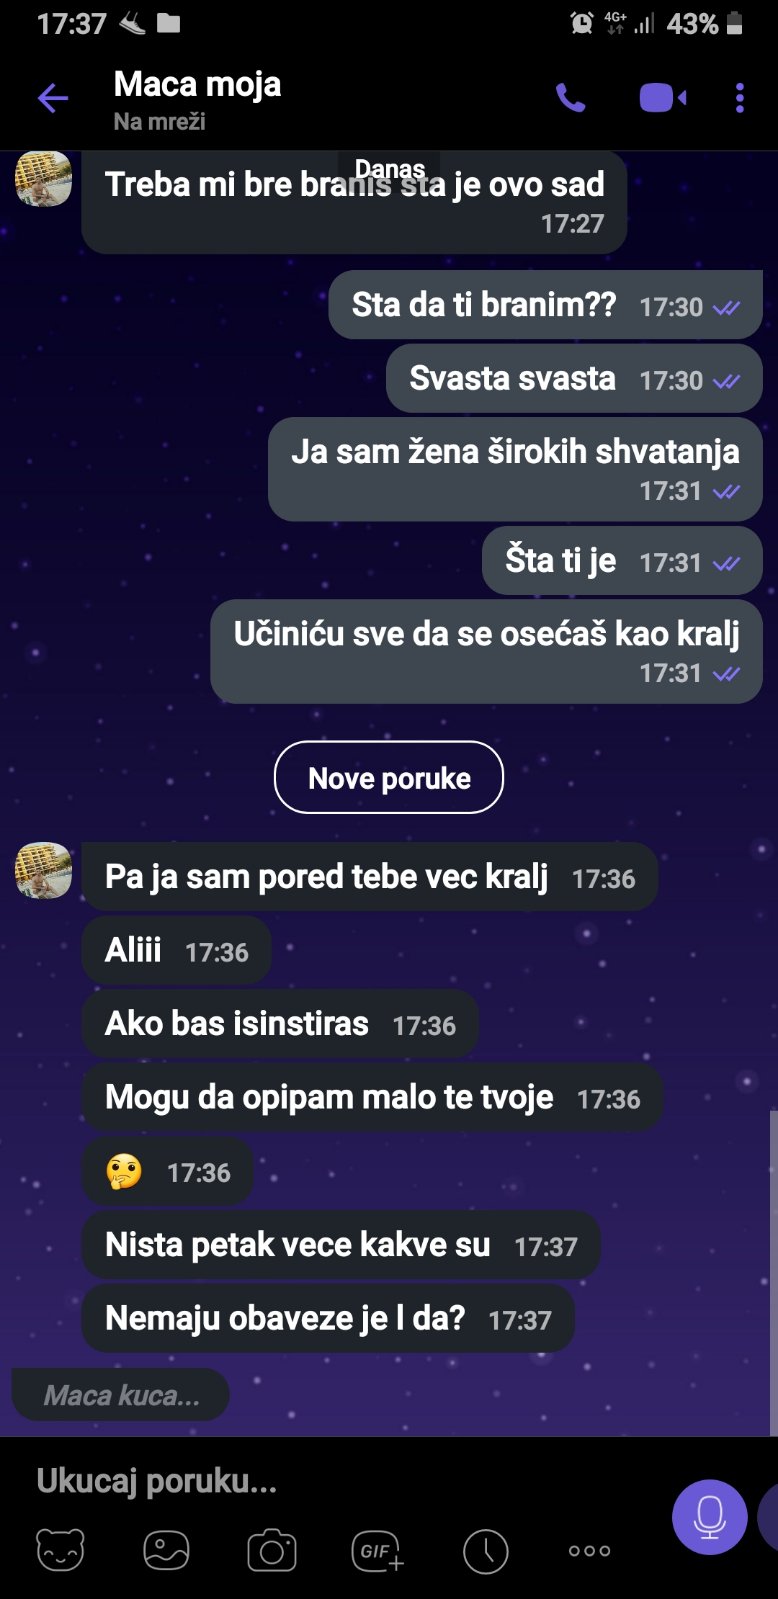 17:37
4G+
43%
Maca moja
Na mreži
Danas
Treba mi bre branis sta je ovo sad
17:27
Sta da ti branim?? 17:30
Svasta svasta 17:30
Ja sam žena širokih shvatanja
17:31
Šta ti je 17:31
Učiniću sve da se osećaš kao kralj
17:31
Nove poruke
Pa ja sam pored tebe vec kralj 17:36
Aliii 17:36
Ako bas isinstiras 17:36
Mogu da opipam malo te tvoje 17:36
17:36
Nista petak vece kakve su 17:37
Nemaju obaveze je l da? 17:37
Maca kuca...
Ukucaj poruku...
GIF